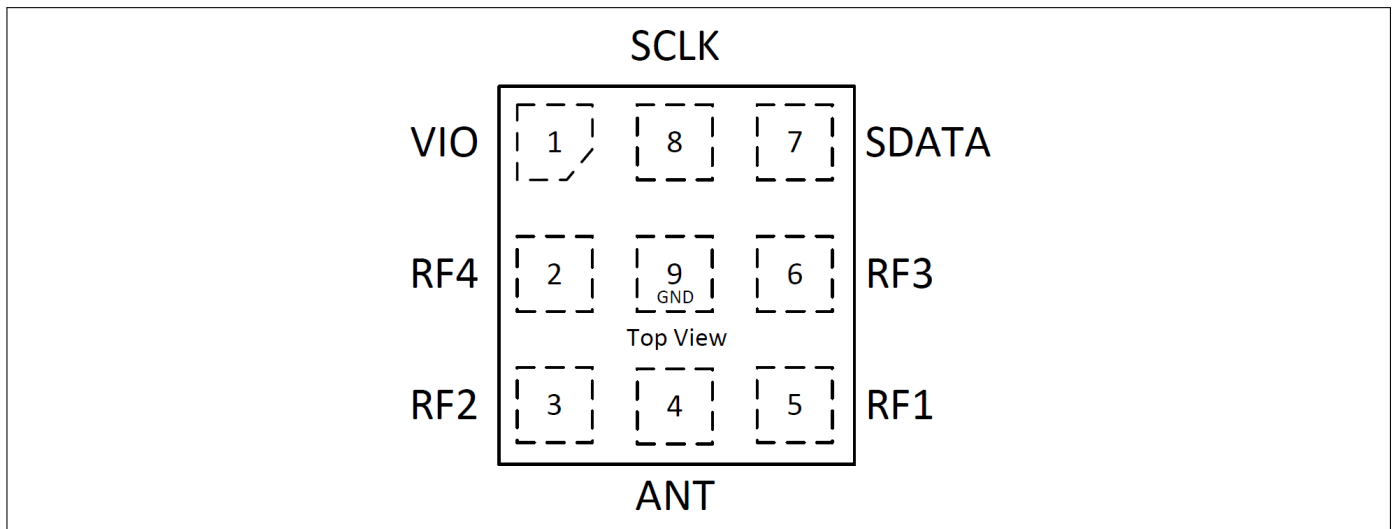 SCLK
VIO 1 8 7 SDATA
RF4 2 9 6 RF3
GND
Top View
RF2 3 4 5 RF1
ANT